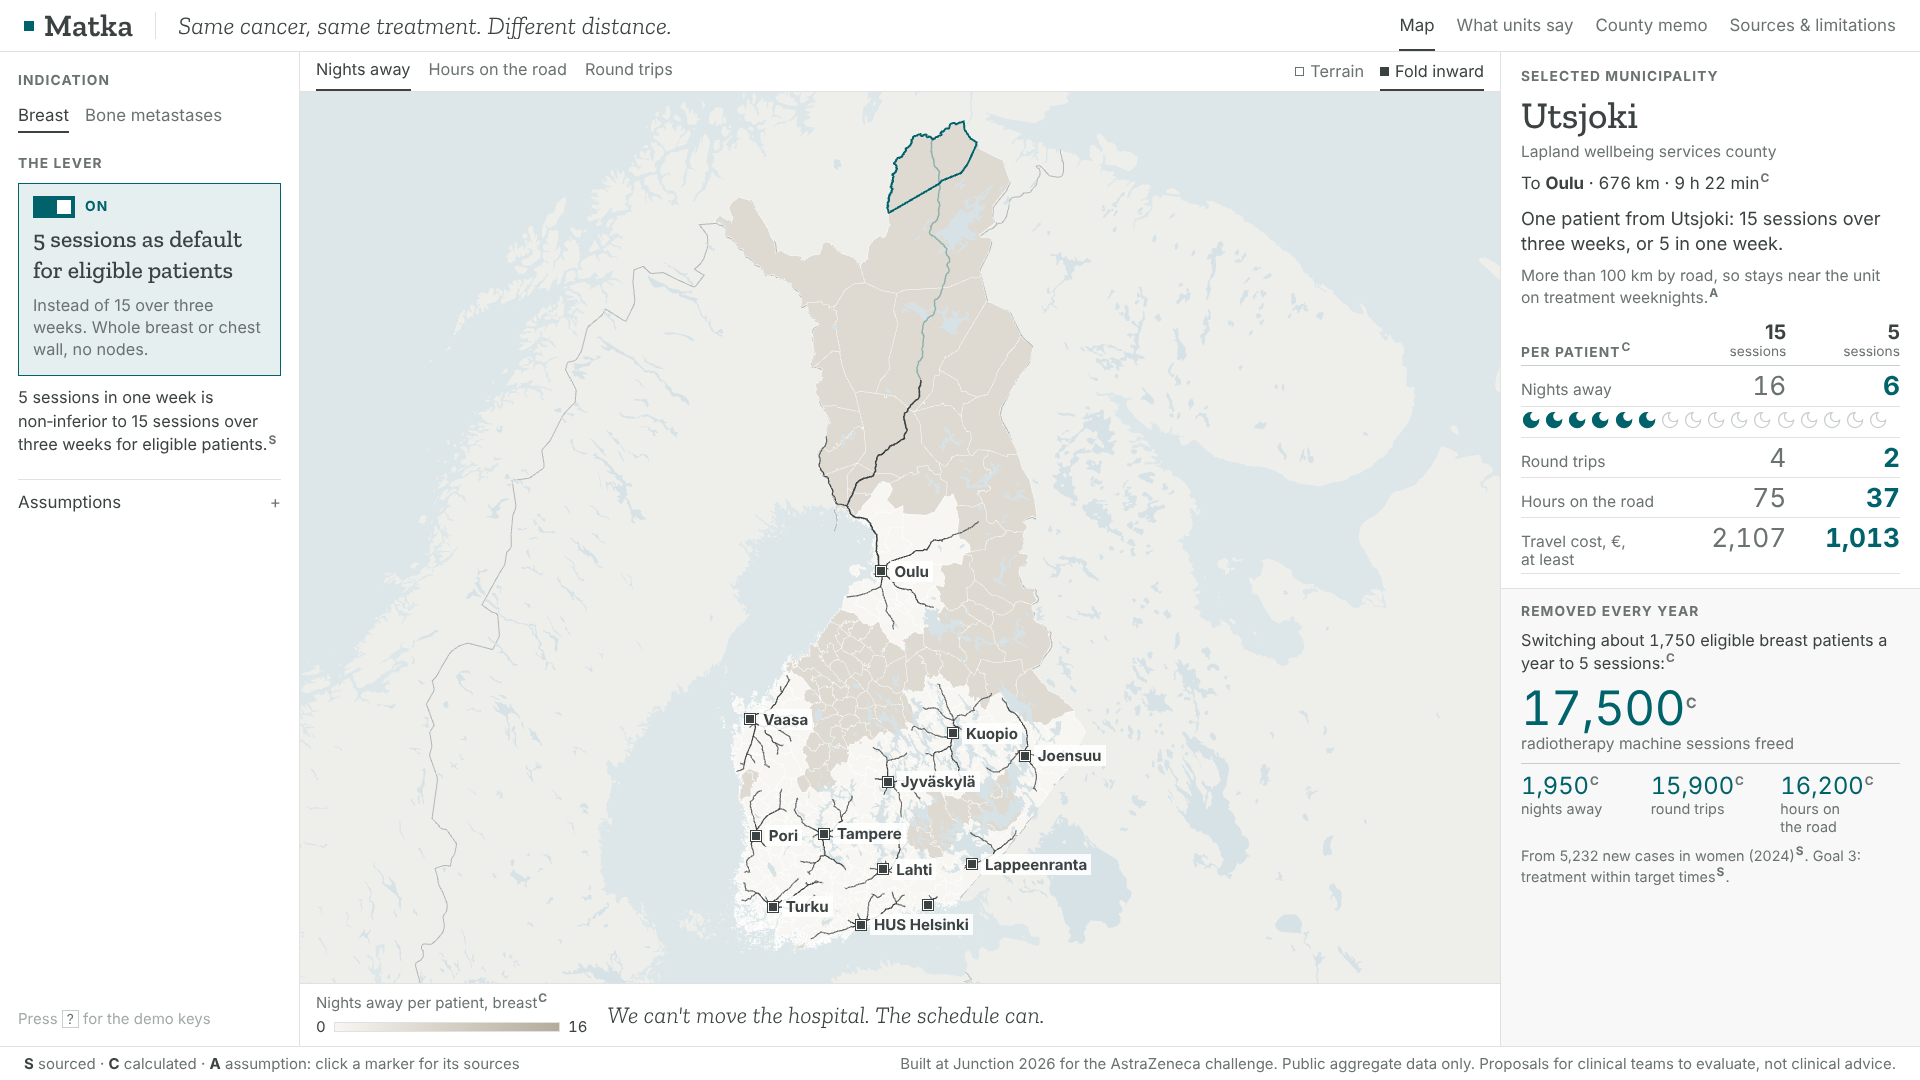 Matka
Same cancer, same treatment. Different distance.
Map
What units say
County memo
Sources & limitations
INDICATION
Breast
Bone metastases
THE LEVER
ON
5 sessions as default
for eligible patients
Instead of 15 over three
weeks. Whole breast or chest
wall, no nodes.
5 sessions in one week is
non-inferior to 15 sessions over
three weeks for eligible patients.S
Assumptions
+
Press ? for the demo keys
Nights away
Hours on the road
Round trips
Terrain
Fold inward
Oulu
Vaasa
Kuopio
Joensuu
Jyväskylä
Pori
Tampere
Lahti
Lappeenranta
Turku
HUS Helsinki
Nights away per patient, breastC
0
16
We can't move the hospital. The schedule can.
SELECTED MUNICIPALITY
Utsjoki
Lapland wellbeing services county
To Oulu · 676 km · 9 h 22 minC
One patient from Utsjoki: 15 sessions over
three weeks, or 5 in one week.
More than 100 km by road, so stays near the unit
on treatment weeknights.A
PER PATIENTC
15
sessions
5
sessions
Nights away 16 6
Round trips 4 2
Hours on the road 75 37
Travel cost, €,
at least
2,107 1,013
REMOVED EVERY YEAR
Switching about 1,750 eligible breast patients a
year to 5 sessions:C
17,500C
radiotherapy machine sessions freed
1,950C
nights away
15,900C
round trips
16,200C
hours on
the road
From 5,232 new cases in women (2024)S. Goal 3:
treatment within target timesS.
S sourced · C calculated · A assumption: click a marker for its sources
Built at Junction 2026 for the AstraZeneca challenge. Public aggregate data only. Proposals for clinical teams to evaluate, not clinical advice.